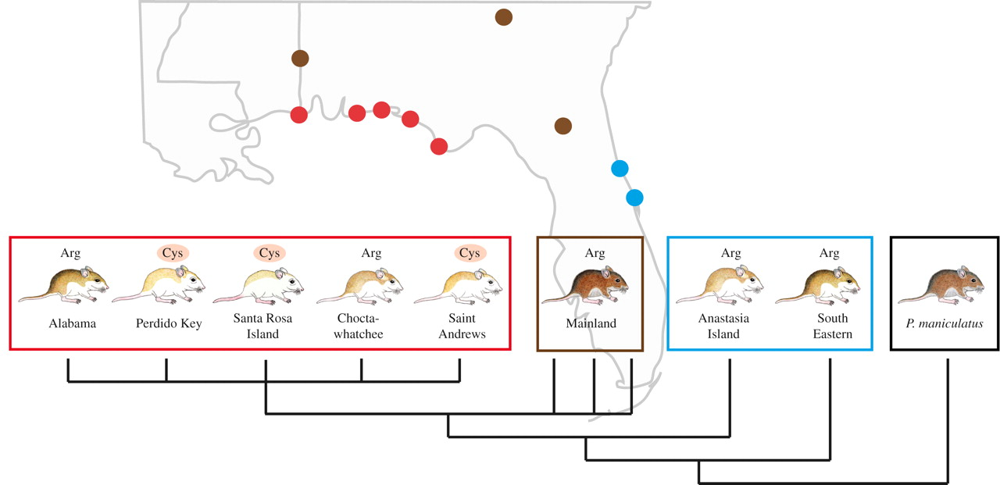 Arg
Cys
Cys
Arg
Cys
Arg
Arg
Arg
Alabama
Perdido Key
Santa Rosa
Island
Chocta-
whatchee
Saint
Andrews
Mainland
Anastasia
Island
South
Eastern
P. maniculatus